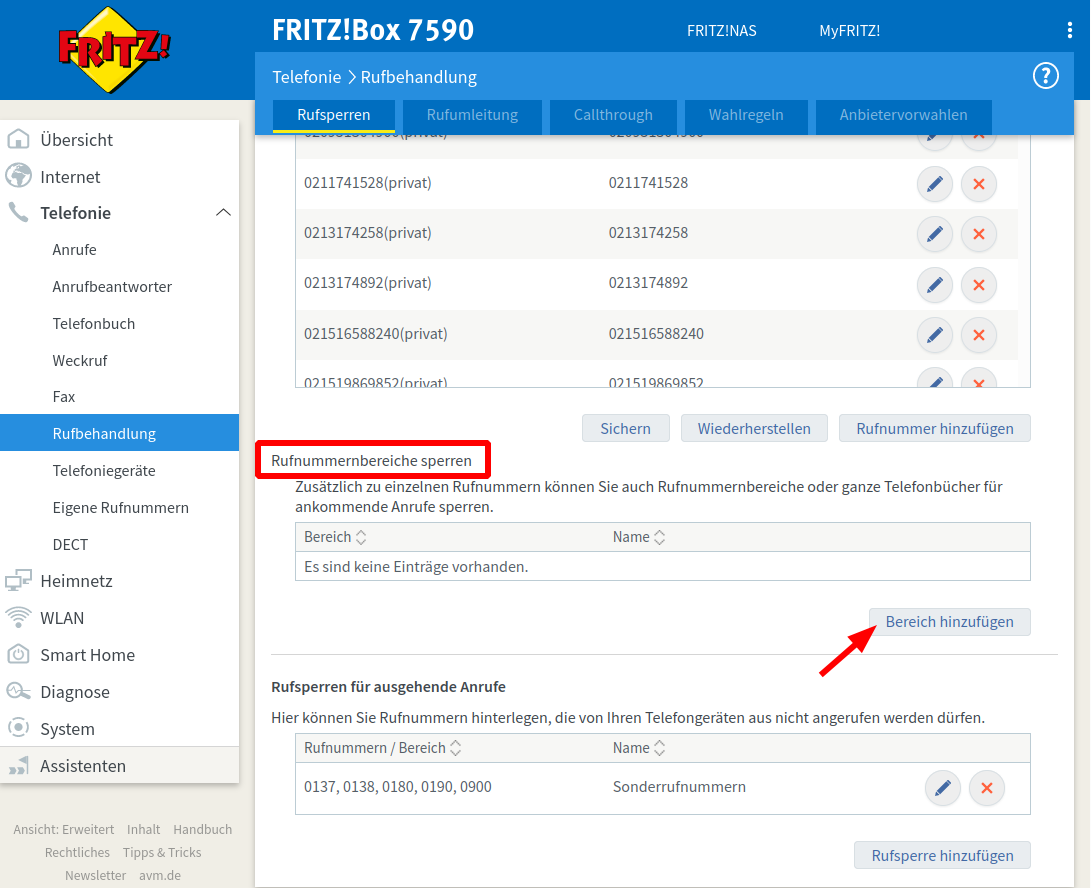 FRITZ!
FRITZ!Box 7590
FRITZ!NAS
MyFRITZ!
Telefonie > Rufbehandlung
?
Rufsperren
Rufumleitung
Callthrough
Wahlregeln
Anbietervorwahlen
Übersicht
Internet
Telefonie
Anrufe
Anrufbeantworter
Telefonbuch
Weckruf
Fax
Rufbehandlung
Telefoniegeräte
Eigene Rufnummern
DECT
Heimnetz
WLAN
Smart Home
Diagnose
System
Assistenten
Ansicht: Erweitert Inhalt Handbuch
Rechtliches Tipps & Tricks
Newsletter avm.de
0211741528(privat) 0211741528
0213174258(privat) 0213174258
0213174892(privat) 0213174892
021516588240(privat) 021516588240
021519869852(privat) 021519869852
Sichern
Wiederherstellen
Rufnummer hinzufügen
Rufnummernbereiche sperren
Zusätzlich zu einzelnen Rufnummern können Sie auch Rufnummernbereiche oder ganze Telefonbücher für
ankommende Anrufe sperren.
Bereich Name
Es sind keine Einträge vorhanden.
Bereich hinzufügen
Rufsperren für ausgehende Anrufe
Hier können Sie Rufnummern hinterlegen, die von Ihren Telefongeräten aus nicht angerufen werden dürfen.
Rufnummern / Bereich Name
0137, 0138, 0180, 0190, 0900 Sonderrufnummern
Rufsperre hinzufügen